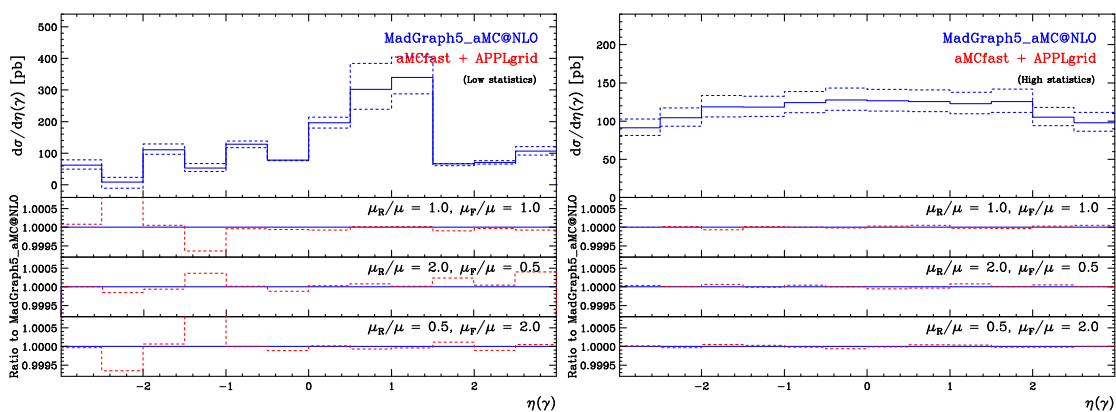 MadGraph5_aMC@NLO
aMCfast + APPLgrid
(Low statistics)
dσ/dη(γ) [pb]
500
400
300
200
100
0
μR/μ = 1.0, μF/μ = 1.0
1.0005
1.0000
0.9995
μR/μ = 2.0, μF/μ = 0.5
1.0005
1.0000
0.9995
μR/μ = 0.5, μF/μ = 2.0
1.0005
1.0000
0.9995
Ratio to MadGraph5_aMC@NLO
-2 -1 0 1 2
η(γ)
MadGraph5_aMC@NLO
aMCfast + APPLgrid
(High statistics)
dσ/dη(γ) [pb]
200
150
100
50
0
μR/μ = 1.0, μF/μ = 1.0
1.0005
1.0000
0.9995
μR/μ = 2.0, μF/μ = 0.5
1.0005
1.0000
0.9995
μR/μ = 0.5, μF/μ = 2.0
1.0005
1.0000
0.9995
Ratio to MadGraph5_aMC@NLO
-2 -1 0 1 2
η(γ)